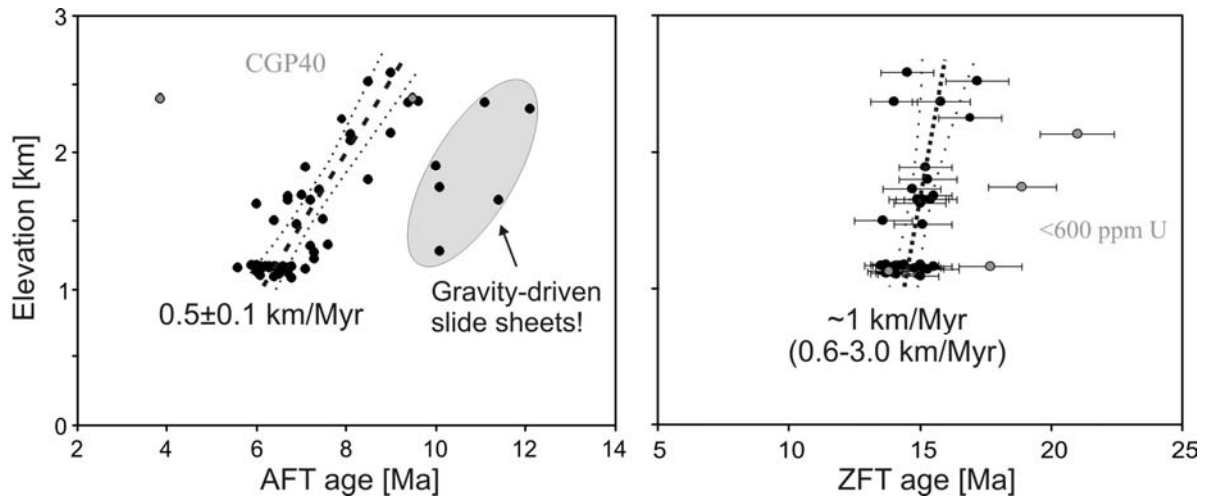 3
2
1
0
Elevation [km]
CGP40
0.5±0.1 km/Myr
Gravity-driven
slide sheets!
2
4
6
8
10
12
14
AFT age [Ma]
<600 ppm U
~1 km/Myr
(0.6-3.0 km/Myr)
5
10
15
20
25
ZFT age [Ma]